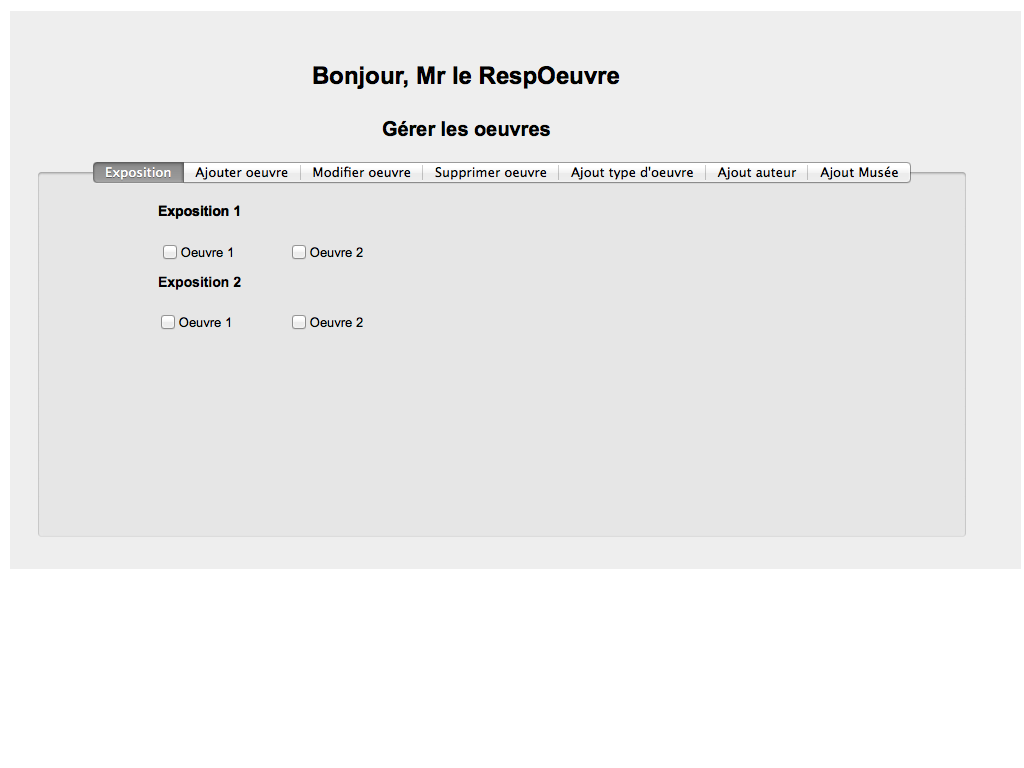 Bonjour, Mr le RespOeuvre
Gérer les oeuvres
Exposition Ajouter oeuvre Modifier oeuvre Supprimer oeuvre Ajout type d'oeuvre Ajout auteur Ajout Musée
Exposition 1
Oeuvre 1 Oeuvre 2
Exposition 2
Oeuvre 1 Oeuvre 2